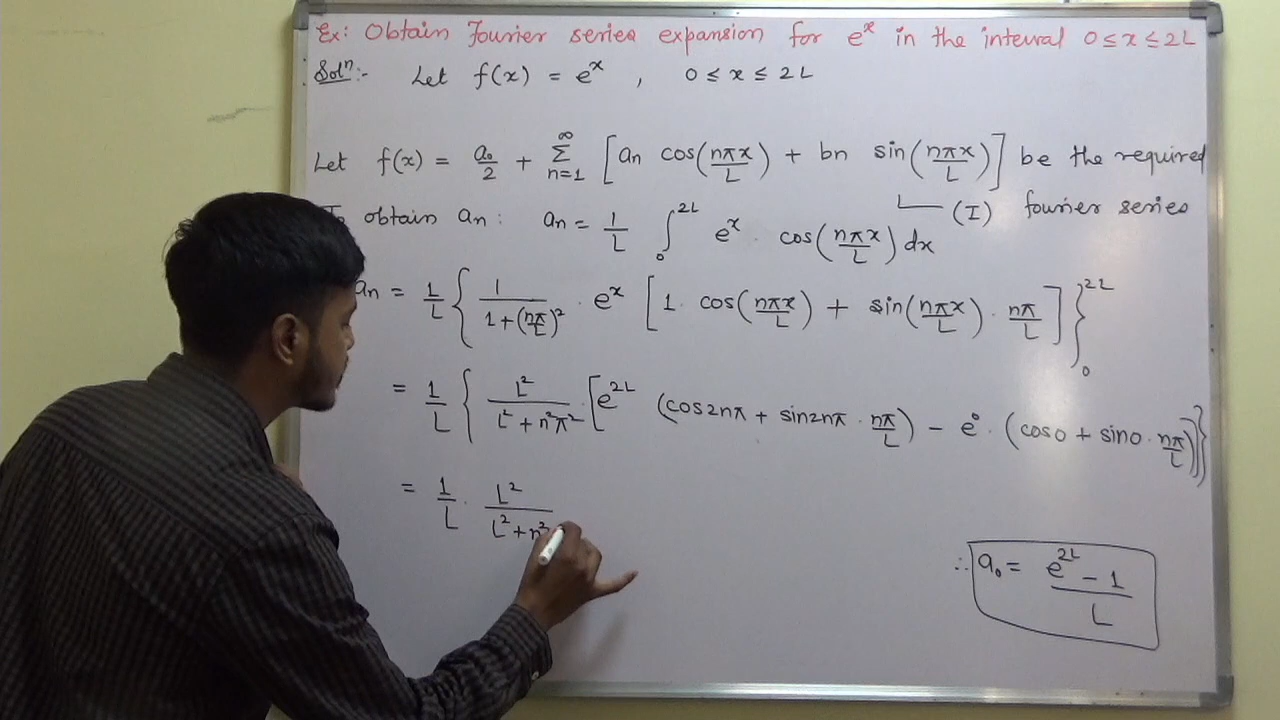 Ex: Obtain Fourier series expansion for e^x in the interval 0 ≤ x ≤ 2L
Solⁿ:- Let f(x) = e^x , 0 ≤ x ≤ 2L
Let f(x) = a₀/2 + Σ_{n=1}^{∞} [an cos(nπx/L) + bn sin(nπx/L)] be the required
fourier series
(I)
obtain an: an = 1/L ∫_0^{2L} e^x · cos(nπx/L) dx
an = 1/L { 1/(1+(nπ/L)²) · e^x [1· cos(nπx/L) + sin(nπx/L) · nπ/L] }_0^{2L}
= 1/L { L²/(L²+n²π²) · [e^{2L} (cos2nπ + sin2nπ · nπ/L) – e° · (cos0 + sin0 · nπ/L)] }
= 1/L · L²/(L²+n²
∴ a₀ = (e^{2L} – 1)/L